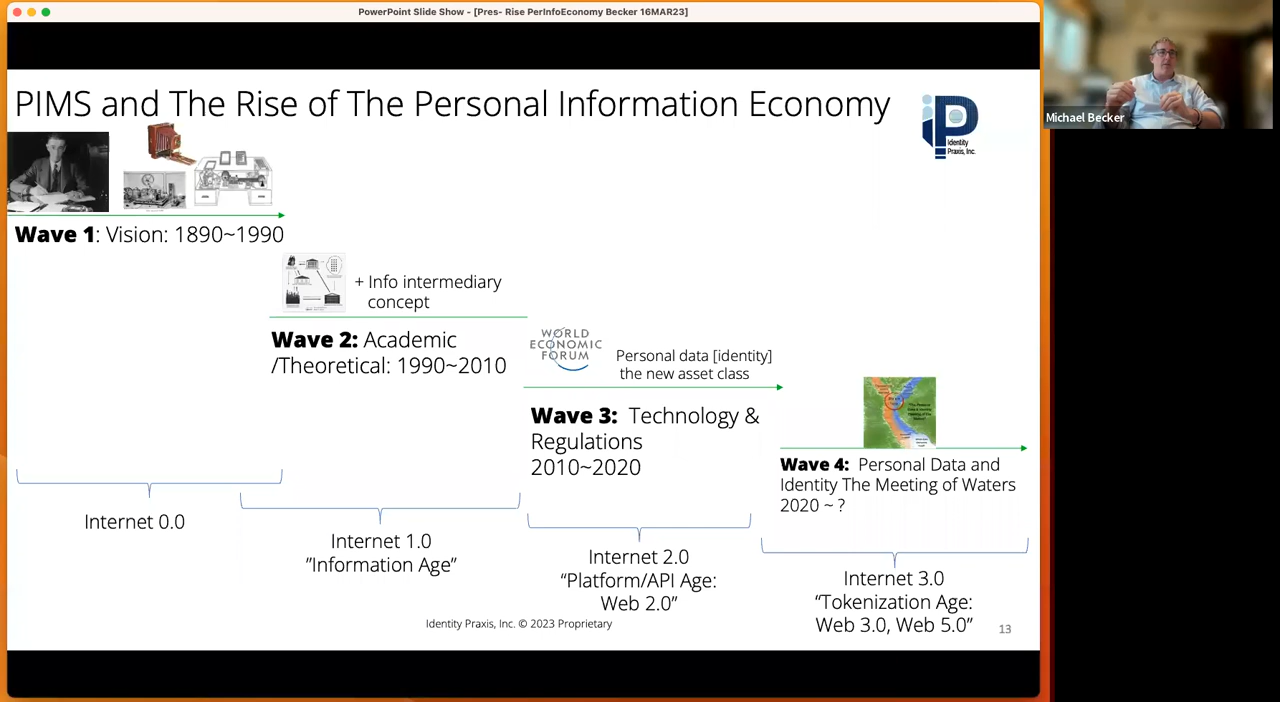 PowerPoint Slide Show - [Pres- Rise PerInfoEconomy Becker 16MAR23]
PIMS and The Rise of The Personal Information Economy
Identity
Praxis, Inc.
Michael Becker
Wave 1: Vision: 1890~1990
+ Info intermediary
concept
Wave 2: Academic
/Theoretical: 1990~2010
WORLD
ECONOMIC
FORUM
Personal data [identity]
the new asset class
Wave 3: Technology &
Regulations
2010~2020
Wave 4: Personal Data and
Identity The Meeting of Waters
2020 ~ ?
Internet 0.0
Internet 1.0
”Information Age”
Internet 2.0
“Platform/API Age:
Web 2.0”
Internet 3.0
“Tokenization Age:
Web 3.0, Web 5.0”
Identity Praxis, Inc. © 2023 Proprietary
13